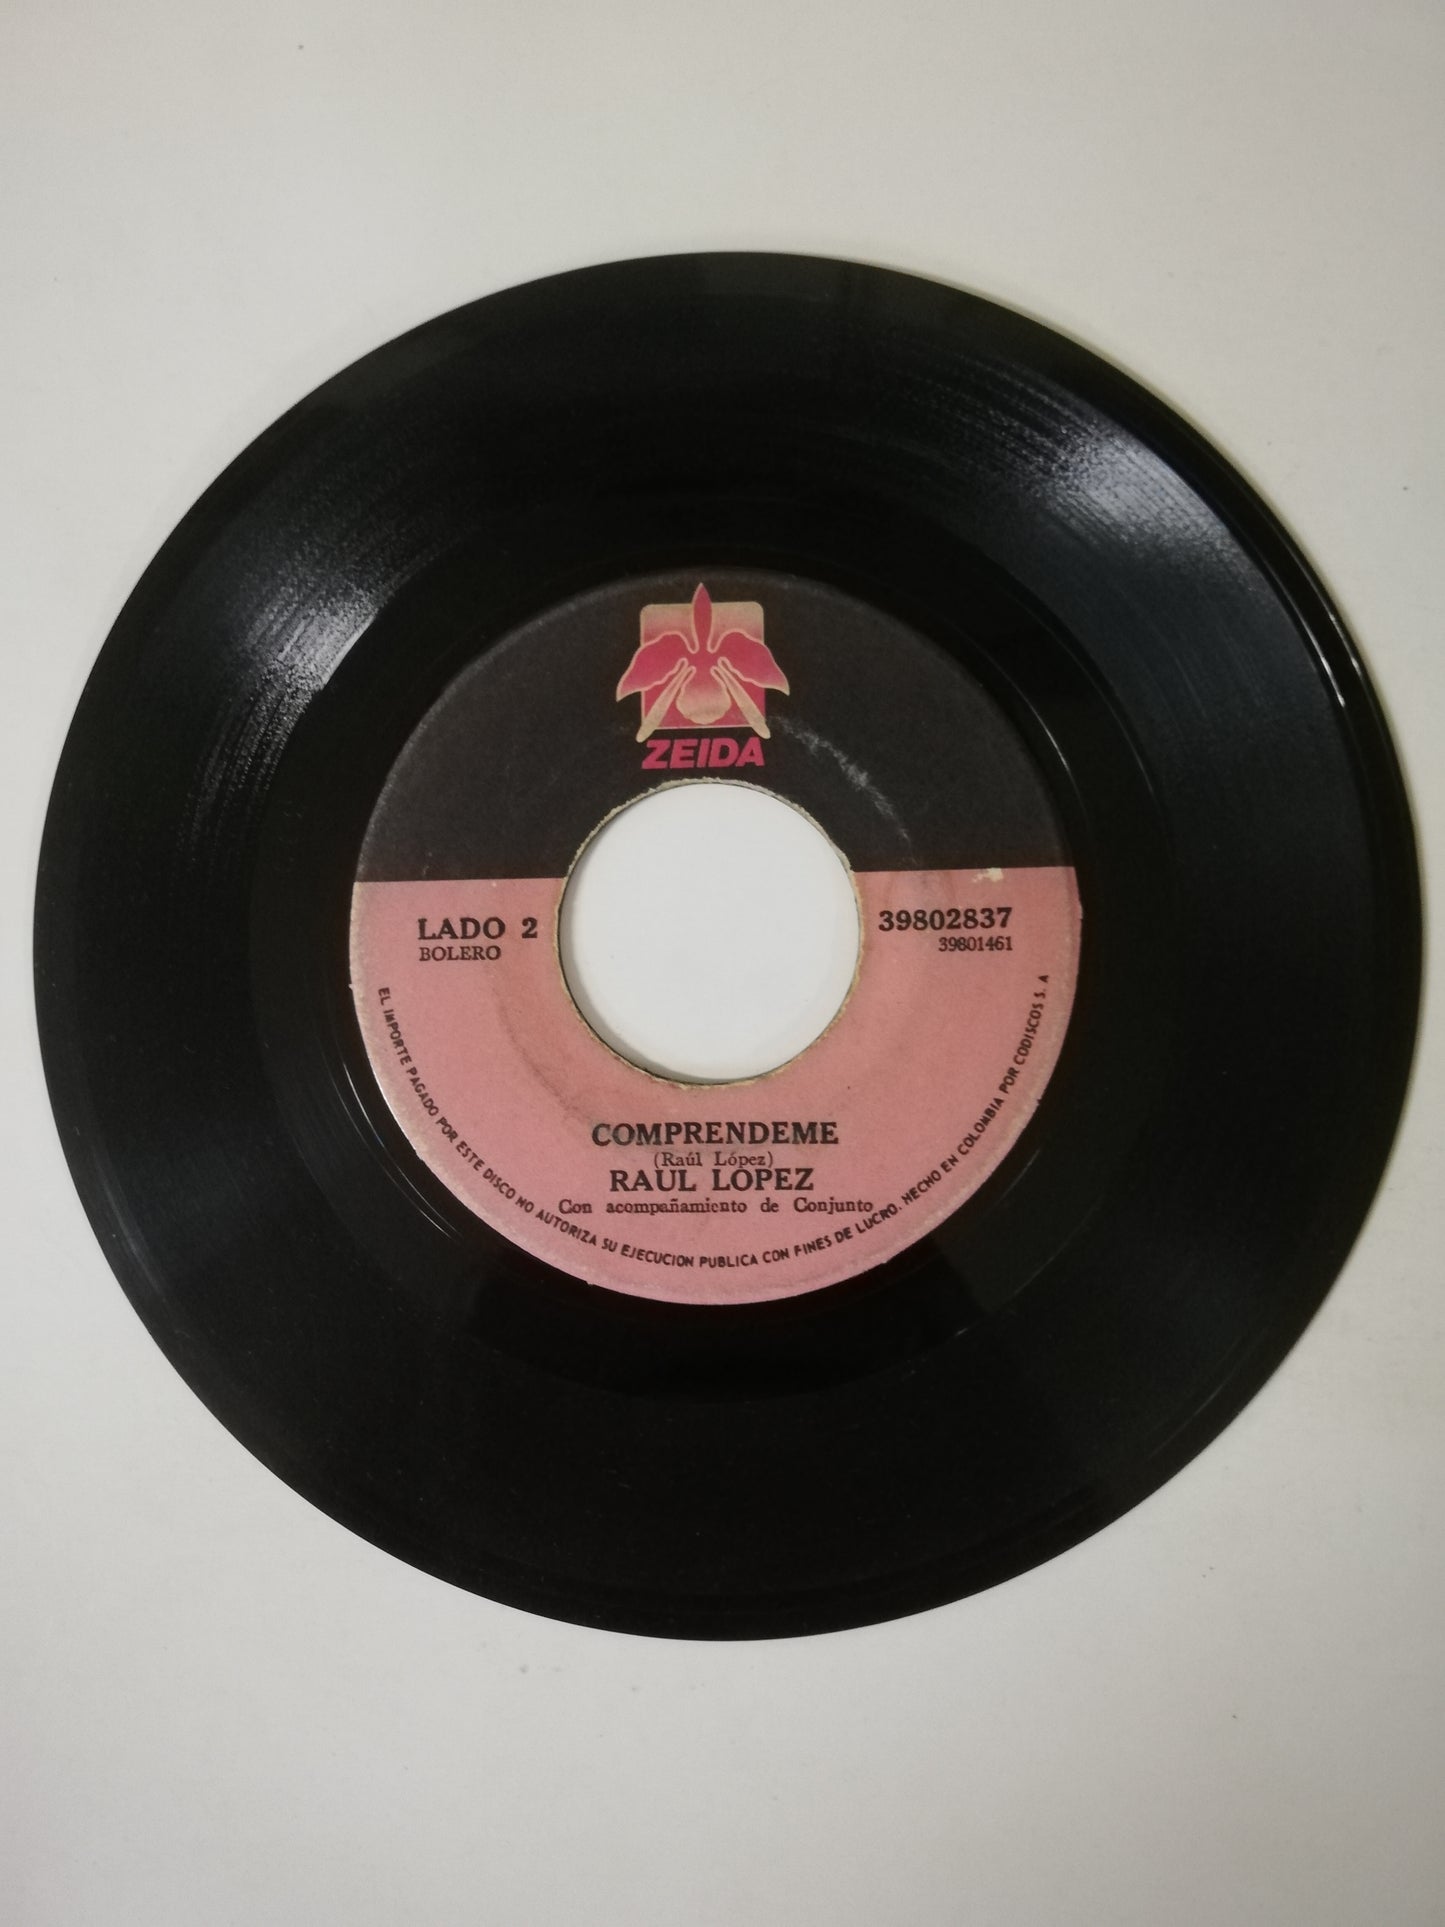 ZEIDA
LADO 2
BOLERO
39802837
39801461
COMPRENDEME
(Raúl López)
RAUL LOPEZ
Con acompañamiento de Conjunto
EL IMPORTE PAGADO POR ESTE DISCO NO AUTORIZA SU EJECUCION PUBLICA CON FINES DE LUCRO. HECHO EN COLOMBIA POR CODISCOS S. A